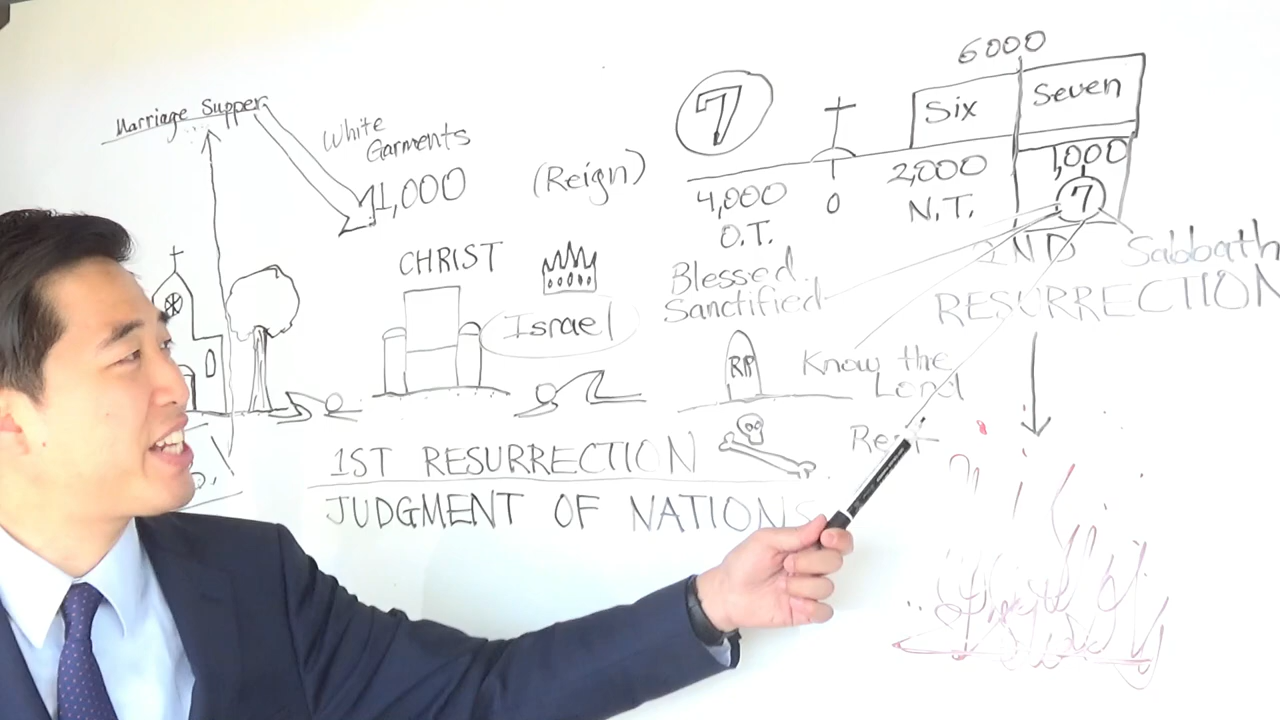 Marriage Supper
White
Garments
1,000
(Reign)
CHRIST
Israel
1ST RESURRECTION
JUDGMENT OF NATIONS
7
6000
Six
Seven
4,000
O.T.
0
2,000
N.T.
1,000
7
2ND
RESURRECTION
Sabbath
Blessed
Sanctified
RIP
Know the
Lord
Rest